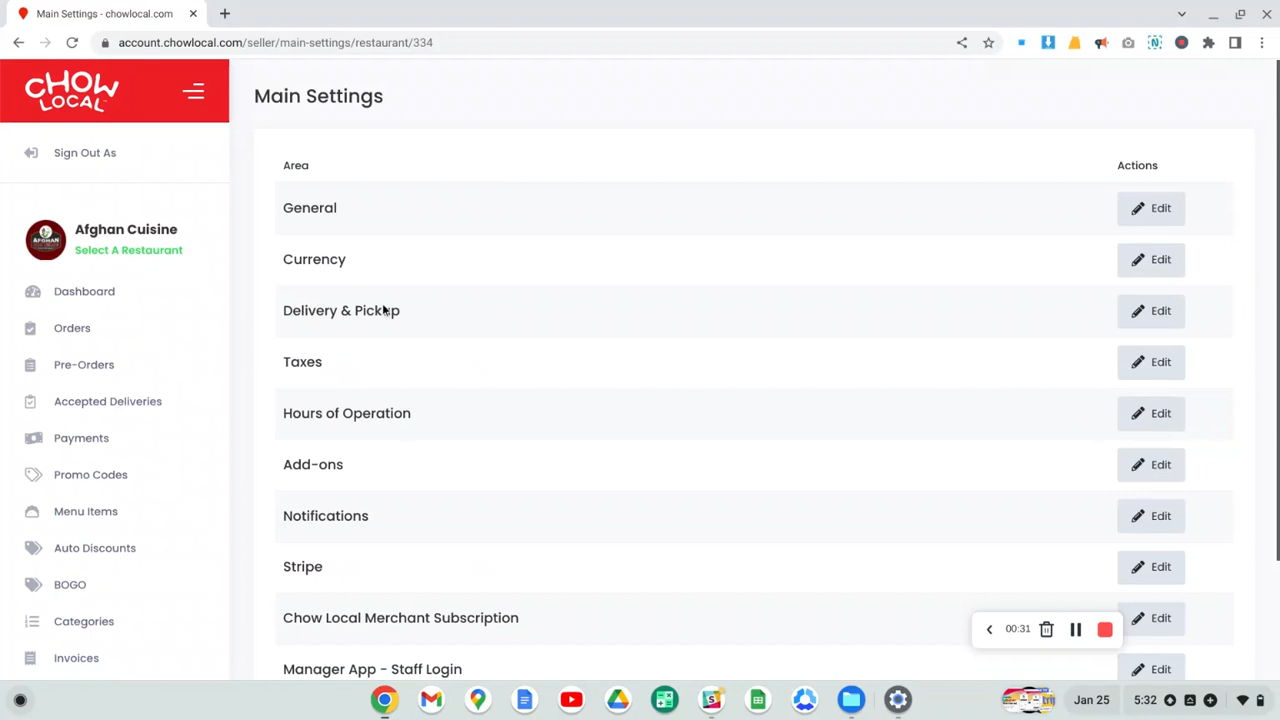 Main Settings - chowlocal.com
account.chowlocal.com/seller/main-settings/restaurant/334
CHOW
LOCAL
Sign Out As
Afghan Cuisine
Select A Restaurant
Dashboard
Orders
Pre-Orders
Accepted Deliveries
Payments
Promo Codes
Menu Items
Auto Discounts
BOGO
Categories
Invoices
Main Settings
Area Actions
General Edit
Currency Edit
Delivery & Pickup Edit
Taxes Edit
Hours of Operation Edit
Add-ons Edit
Notifications Edit
Stripe Edit
Chow Local Merchant Subscription Edit
Manager App - Staff Login Edit
00:31
Jan 25
5:32